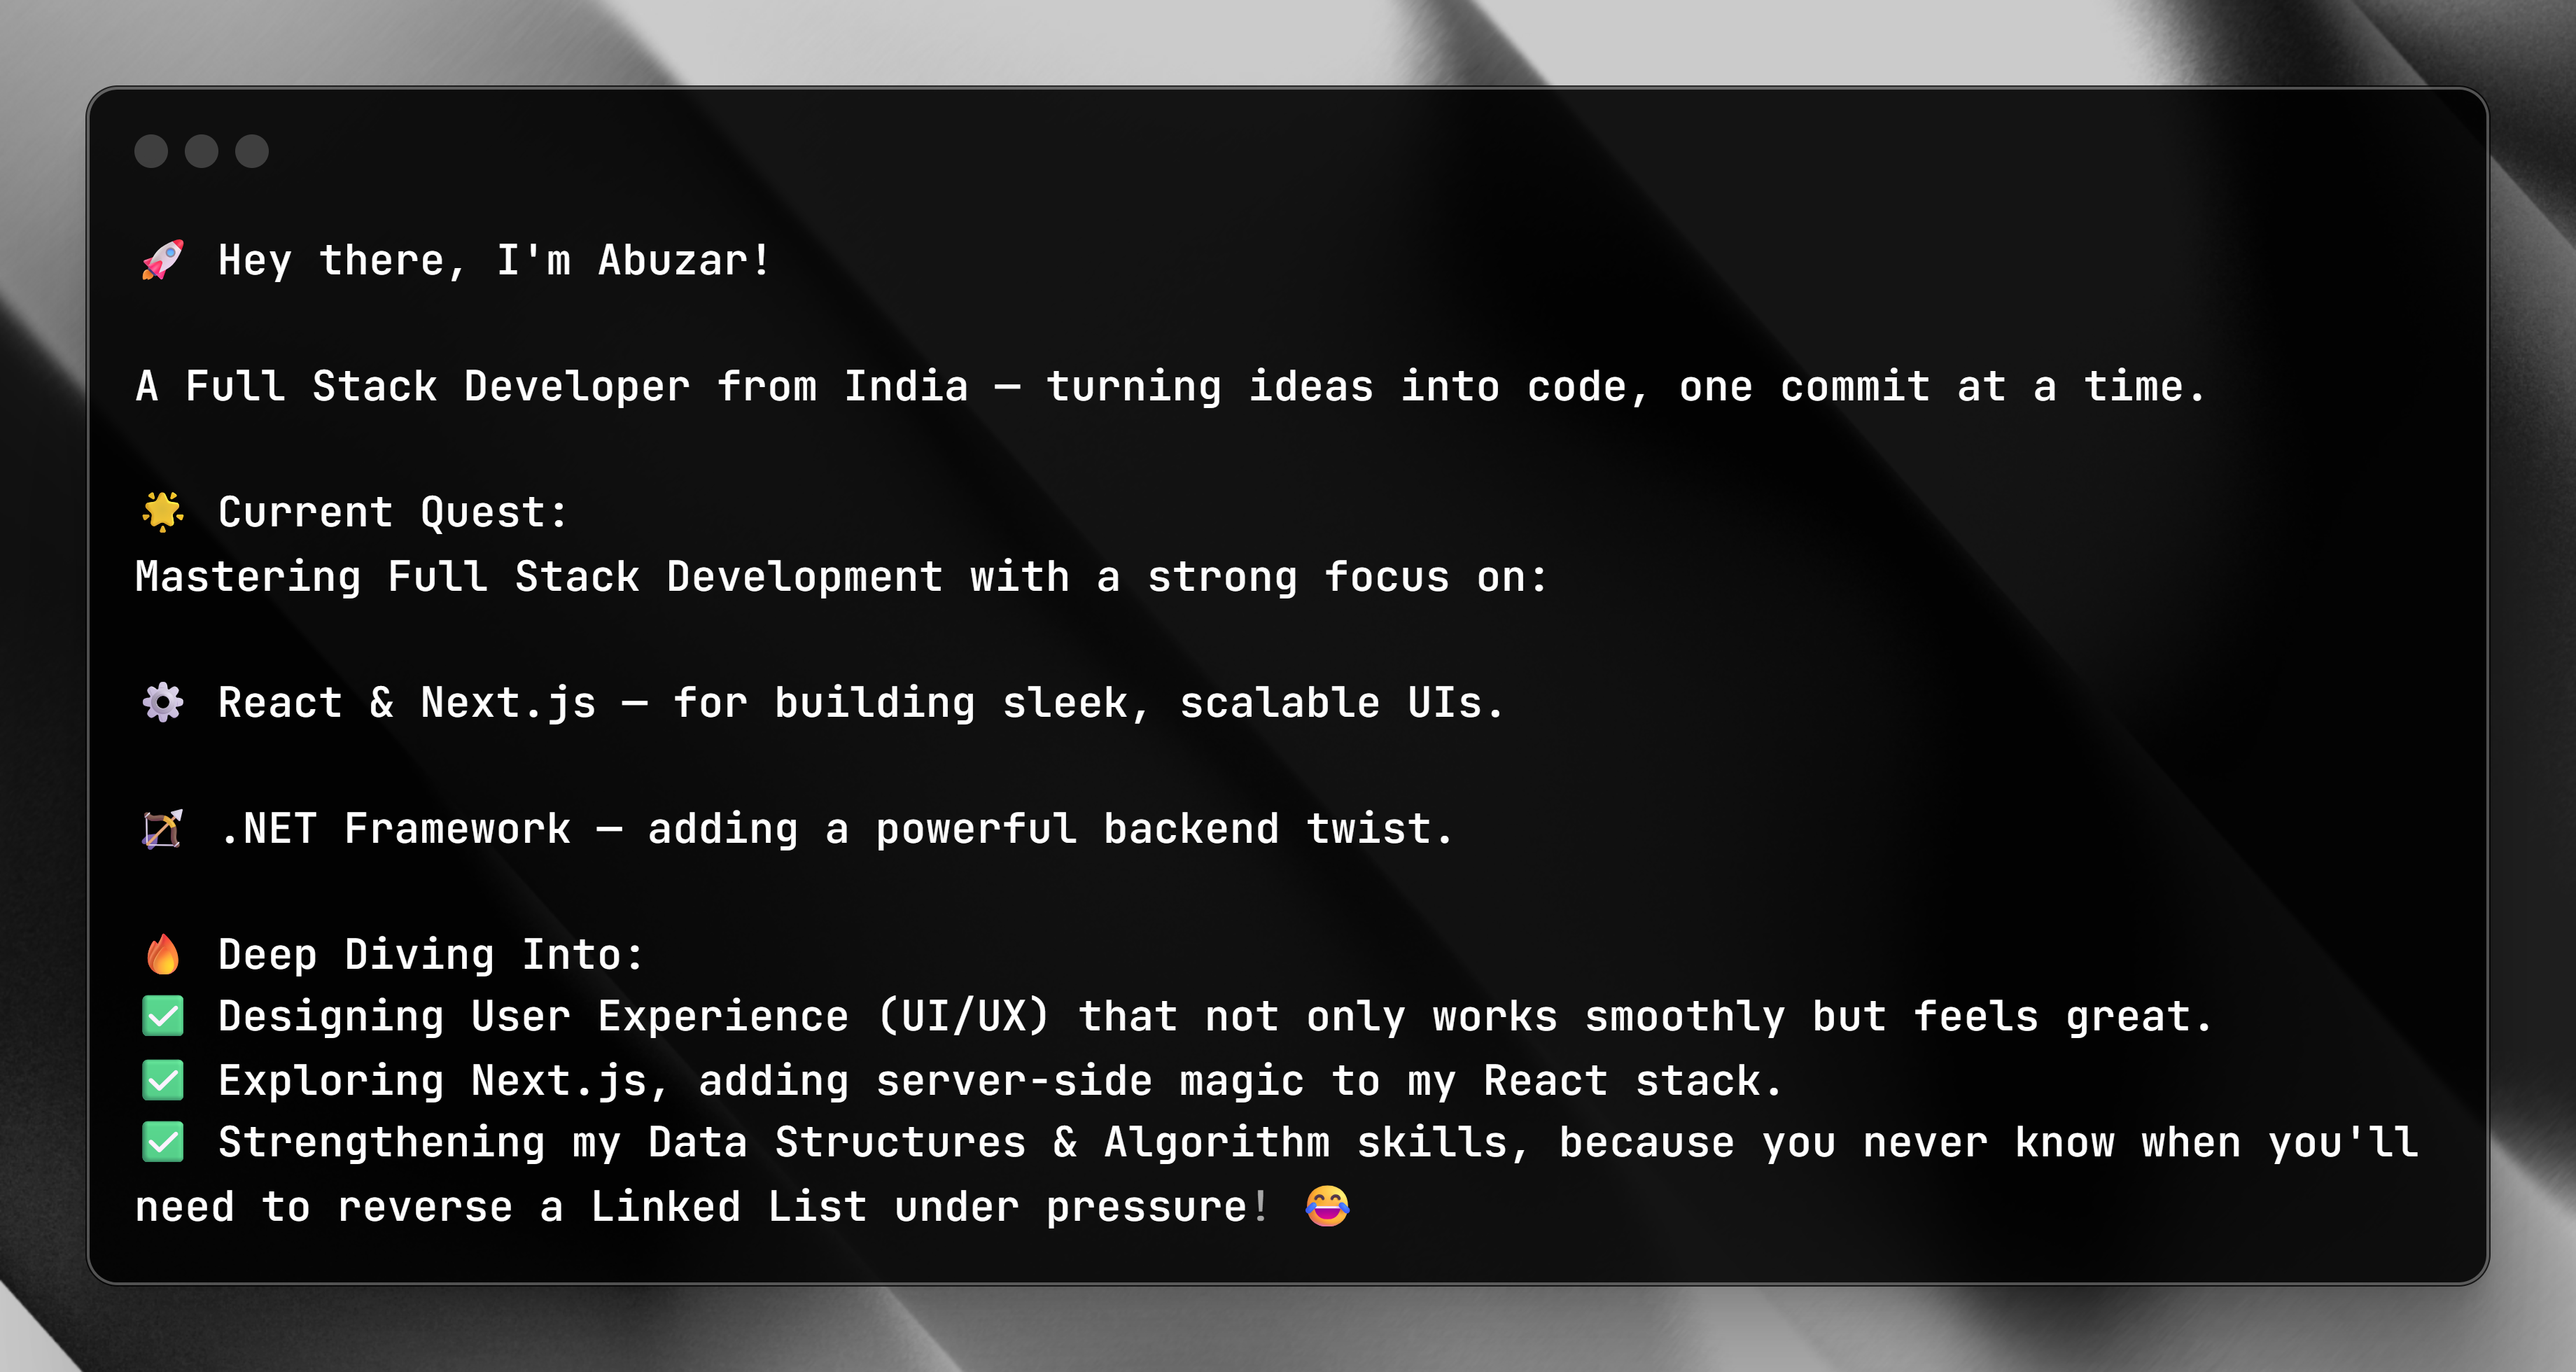 🚀 Hey there, I'm Abuzar!
A Full Stack Developer from India — turning ideas into code, one commit at a time.
🌟 Current Quest:
Mastering Full Stack Development with a strong focus on:
⚙️ React & Next.js — for building sleek, scalable UIs.
🏹 .NET Framework — adding a powerful backend twist.
🔥 Deep Diving Into:
✅ Designing User Experience (UI/UX) that not only works smoothly but feels great.
✅ Exploring Next.js, adding server-side magic to my React stack.
✅ Strengthening my Data Structures & Algorithm skills, because you never know when you'll
need to reverse a Linked List under pressure! 😂